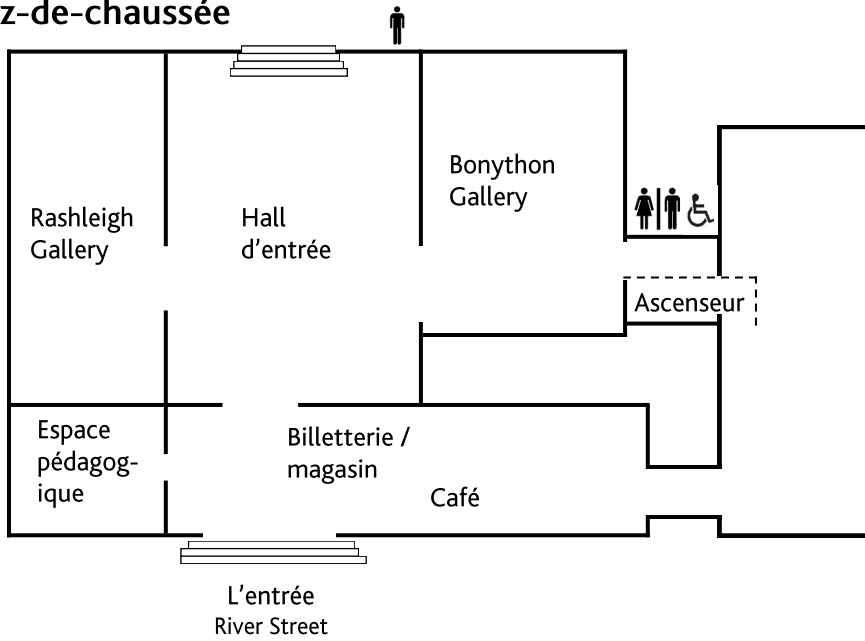 z-de-chaussée
Bonython
Gallery
Rashleigh
Gallery
Hall
d'entrée
Ascenseur
Espace
pédagog-
ique
Billetterie /
magasin
Café
L'entrée
River Street